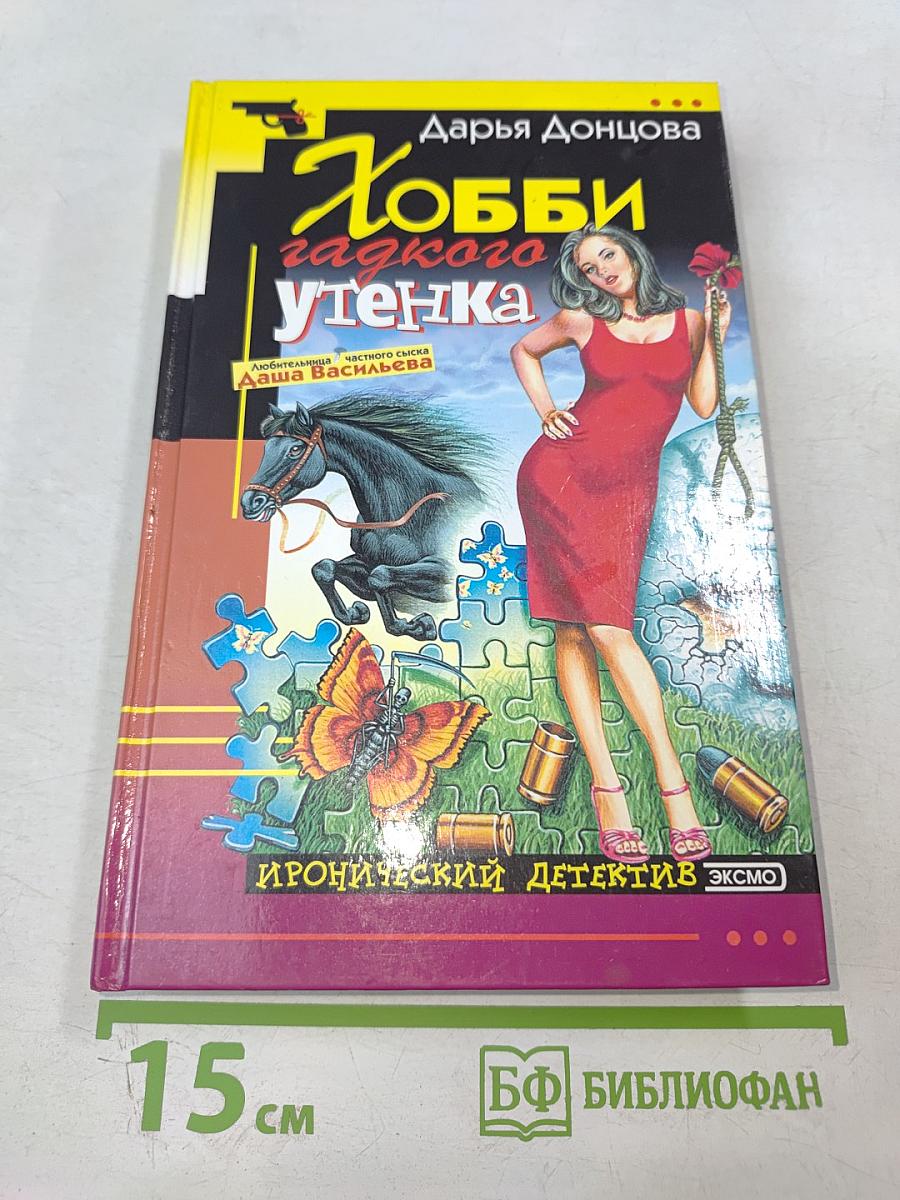 Дарья Донцова
Хобби
гадкого
утенка
Любительница частного сыска
Даша Васильева
ИРОНИЧЕСКИЙ ДЕТЕКТИВ ЭКСМО
15 см
БФ БИБЛИОФАН